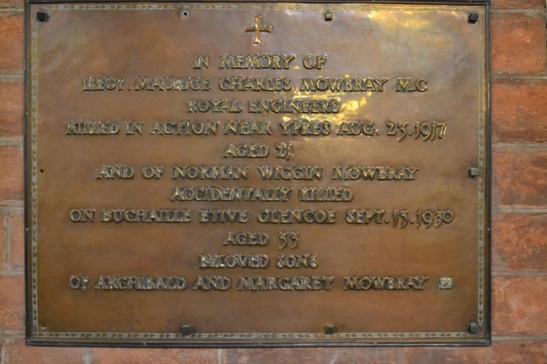 IN MEMORY OF
LIEUT. MAURICE CHARLES MOWBRAY M.C
ROYAL ENGINEERS
KILLED IN ACTION NEAR YPRES AUG. 23. 1917
AGED 21
AND OF NORMAN WIGGIN MOWBRAY
ACCIDENTALLY KILLED
ON BUCHAILLE ETIVE GLENCOE SEPT. 15. 1930
AGED 33
BELOVED SONS
OF ARCHIBALD AND MARGARET MOWBRAY